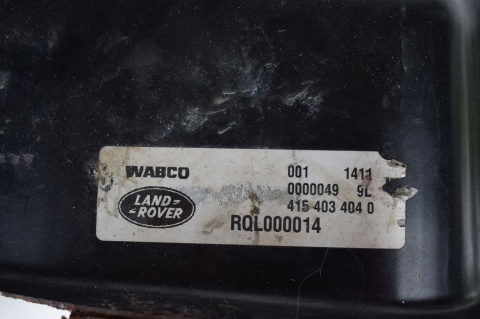 WABCO 001 1411
0000049 9L
LAND
ROVER
415 403 404 0
RQL000014